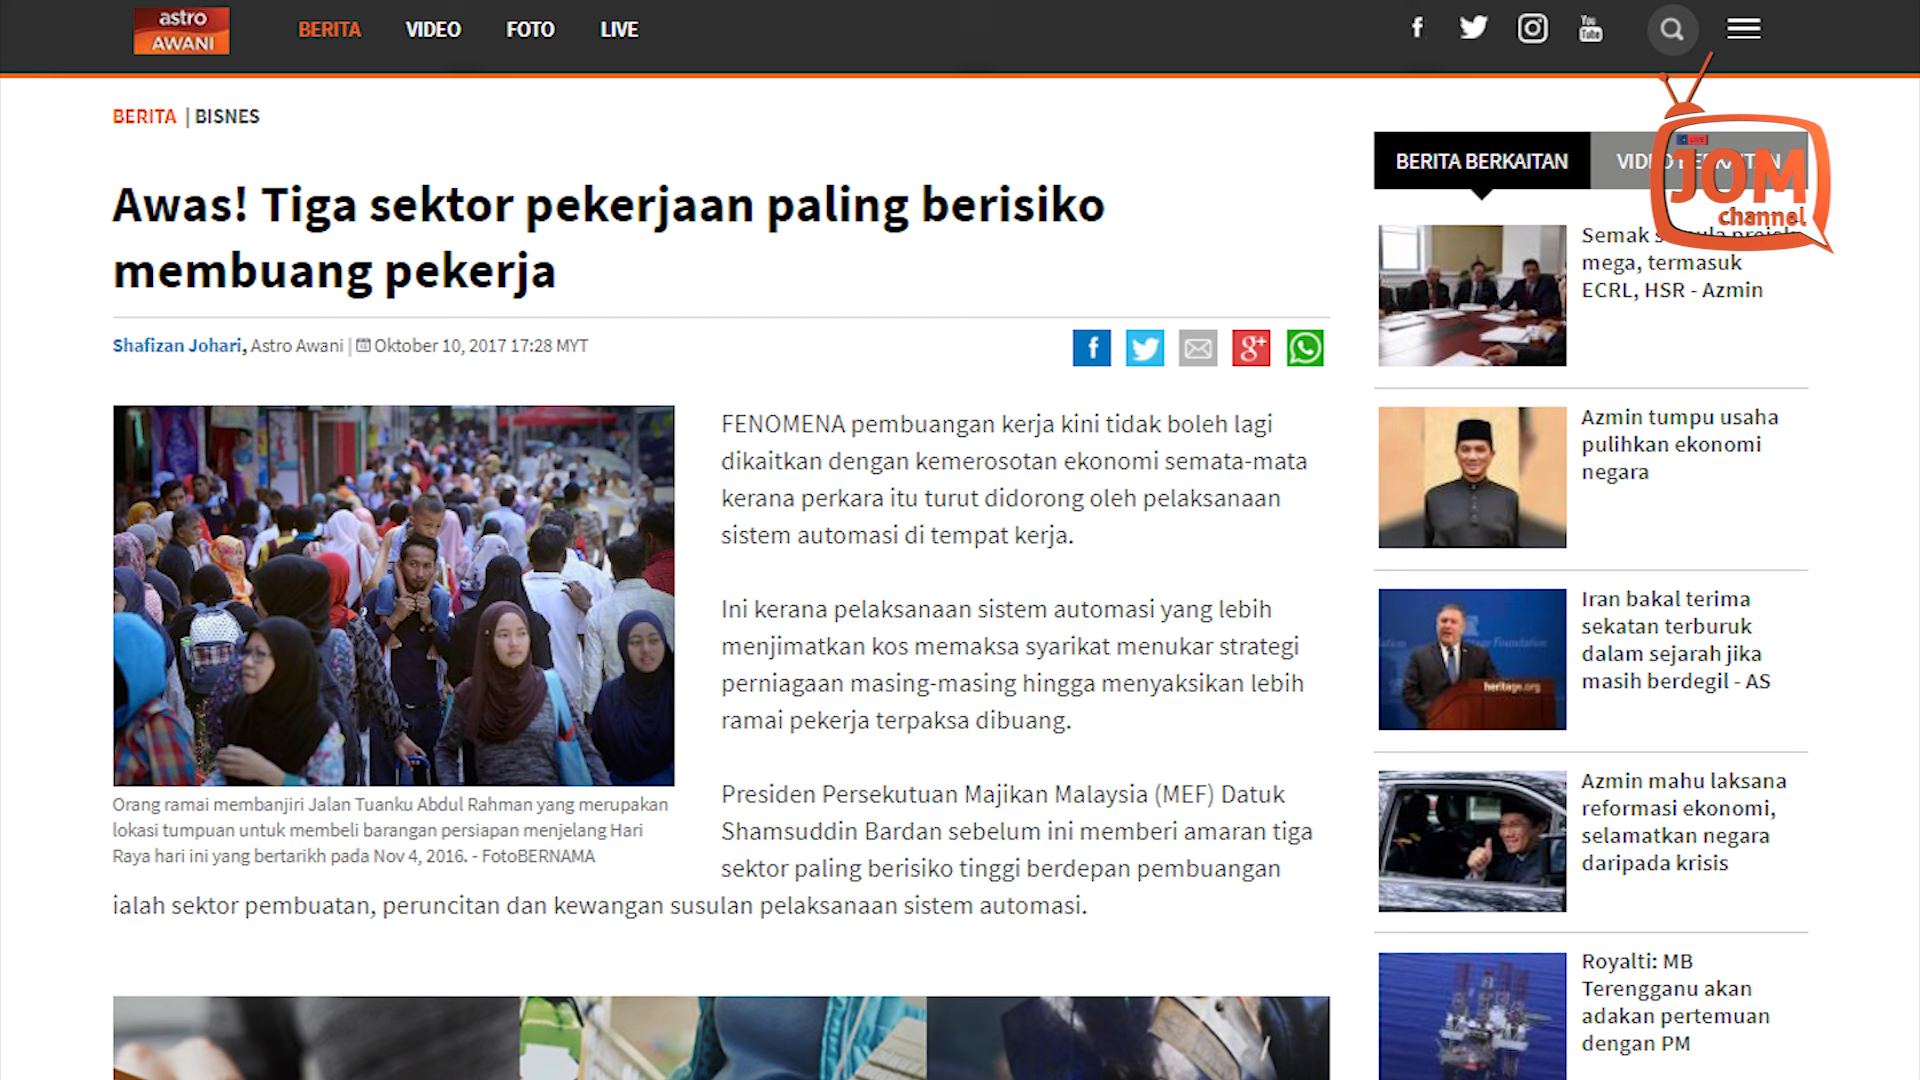 astro
AWANI
BERITA VIDEO FOTO LIVE
You
Tube
BERITA | BISNES
Awas! Tiga sektor pekerjaan paling berisiko
membuang pekerja
Shafizan Johari, Astro Awani | Oktober 10, 2017 17:28 MYT
FENOMENA pembuangan kerja kini tidak boleh lagi
dikaitkan dengan kemerosotan ekonomi semata-mata
kerana perkara itu turut didorong oleh pelaksanaan
sistem automasi di tempat kerja.
Ini kerana pelaksanaan sistem automasi yang lebih
menjimatkan kos memaksa syarikat menukar strategi
perniagaan masing-masing hingga menyaksikan lebih
ramai pekerja terpaksa dibuang.
Orang ramai membanjiri Jalan Tuanku Abdul Rahman yang merupakan
lokasi tumpuan untuk membeli barangan persiapan menjelang Hari
Raya hari ini yang bertarikh pada Nov 4, 2016. - FotoBERNAMA
Presiden Persekutuan Majikan Malaysia (MEF) Datuk
Shamsuddin Bardan sebelum ini memberi amaran tiga
sektor paling berisiko tinggi berdepan pembuangan
ialah sektor pembuatan, peruncitan dan kewangan susulan pelaksanaan sistem automasi.
BERITA BERKAITAN
LIVE
JOM
channel
Semak
mega, termasuk
ECRL, HSR - Azmin
Azmin tumpu usaha
pulihkan ekonomi
negara
heritage.org
Iran bakal terima
sekatan terburuk
dalam sejarah jika
masih berdegil - AS
Azmin mahu laksana
reformasi ekonomi,
selamatkan negara
daripada krisis
Royalti: MB
Terengganu akan
adakan pertemuan
dengan PM